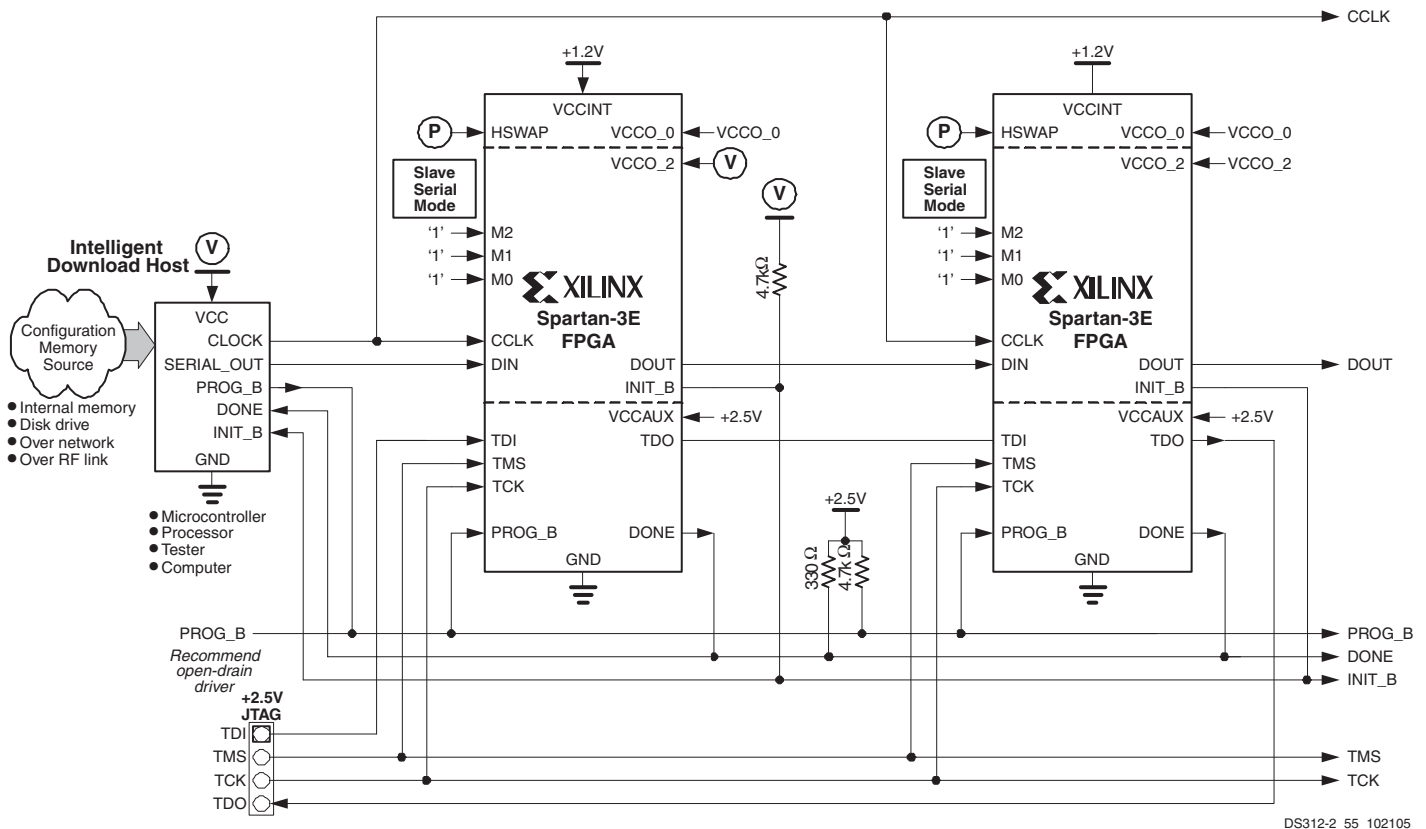 CCLK
+1.2V
VCCINT
P
HSWAP
VCCO_0
VCCO_0
VCCO_2
V
Slave
Serial
Mode
'1'
M2
'1'
M1
'1'
M0
XILINX
Spartan-3E
FPGA
CCLK
DIN
DOUT
INIT_B
VCCAUX
+2.5V
TDI
TDO
TMS
TCK
PROG_B
DONE
GND
V
4.7kΩ
+1.2V
VCCINT
P
HSWAP
VCCO_0
VCCO_0
VCCO_2
VCCO_2
Slave
Serial
Mode
'1'
M2
'1'
M1
'1'
M0
XILINX
Spartan-3E
FPGA
CCLK
DIN
DOUT
DOUT
INIT_B
VCCAUX
+2.5V
TDI
TDO
TMS
TCK
PROG_B
DONE
GND
Intelligent
Download Host
V
VCC
CLOCK
SERIAL_OUT
PROG_B
DONE
INIT_B
GND
Configuration
Memory
Source
● Internal memory
● Disk drive
● Over network
● Over RF link
● Microcontroller
● Processor
● Tester
● Computer
+2.5V
330 Ω
4.7k Ω
PROG_B
Recommend
open-drain
driver
PROG_B
DONE
INIT_B
+2.5V
JTAG
TDI
TMS
TCK
TDO
TMS
TCK
DS312-2_55_102105